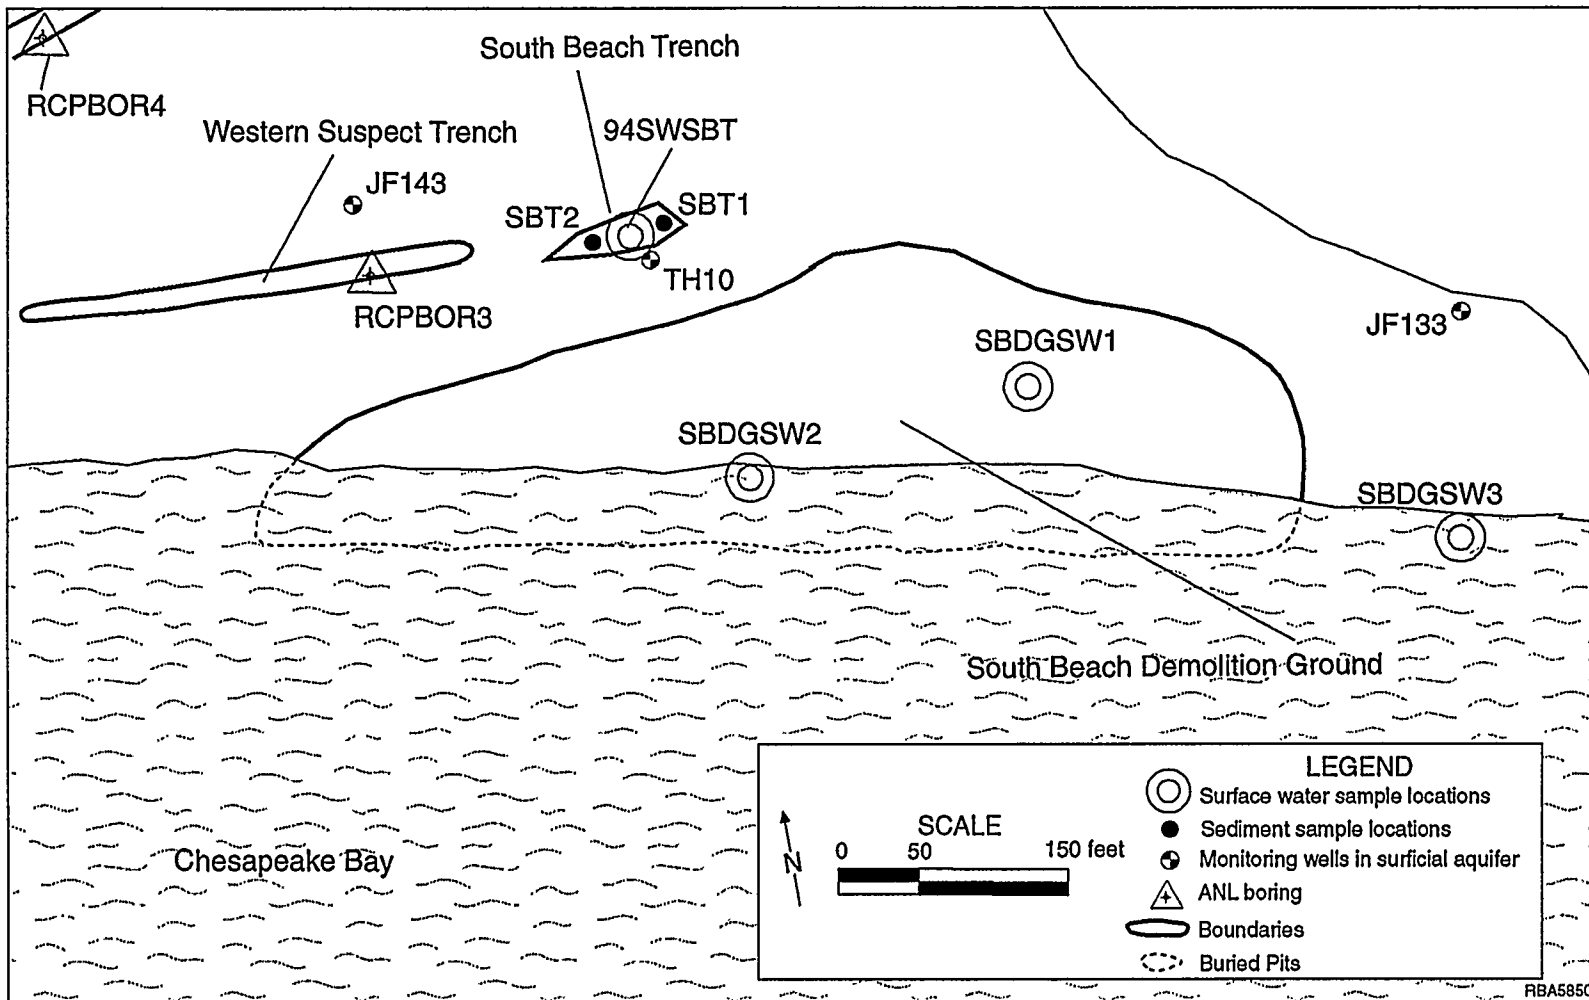 South Beach Trench
RCPBOR4
Western Suspect Trench
94SWSBT
JF143
SBT2
SBT1
TH10
RCPBOR3
JF133
SBDGSW1
SBDGSW2
SBDGSW3
South Beach Demolition Ground
Chesapeake Bay
N
SCALE
0 50 150 feet
LEGEND
Surface water sample locations
Sediment sample locations
Monitoring wells in surficial aquifer
ANL boring
Boundaries
Buried Pits
RBA5850